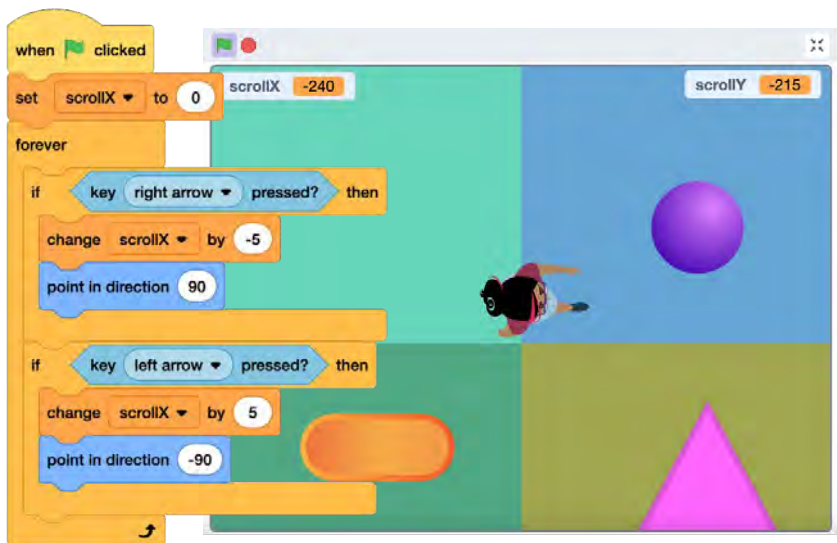 when clicked
set scrollX to 0
forever
if key right arrow pressed? then
change scrollX by -5
point in direction 90
if key left arrow pressed? then
change scrollX by 5
point in direction -90
scrollX -240
scrollY -215